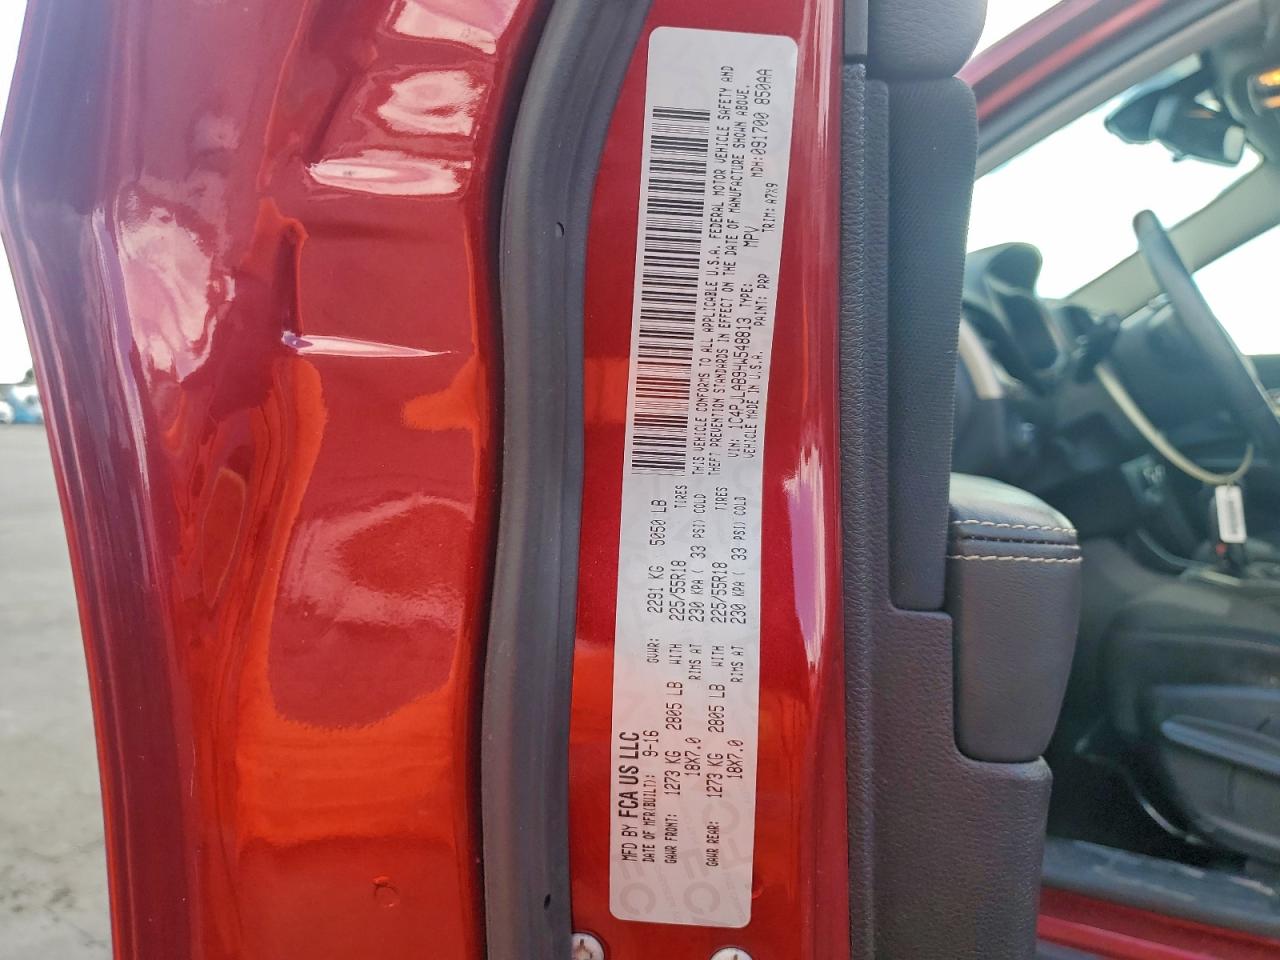 MFD BY FCA US LLC
DATE OF MFR(BUILT): 9-16 GVWR: 2291 KG 5050 LB
GAWR FRONT: 1273 KG 2805 LB WITH 225/55R18 TIRES
18X7.0 RIMS AT 230 KPA ( 33 PSI) COLD
GAWR REAR: 1273 KG 2805 LB WITH 225/55R18 TIRES
18X7.0 RIMS AT 230 KPA ( 33 PSI) COLD
THIS VEHICLE CONFORMS TO ALL APPLICABLE U.S.A. FEDERAL MOTOR VEHICLE SAFETY AND
THEFT PREVENTION STANDARDS IN EFFECT ON THE DATE OF MANUFACTURE SHOWN ABOVE.
VIN: 1C4PJLAB9HW548813 TYPE: MPV MDH:091700 850AA
VEHICLE MADE IN U.S.A. PAINT: PRP TRIM: A7X9